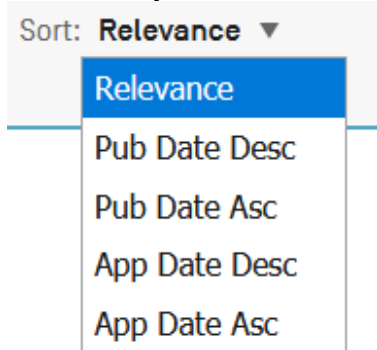 Sort: Relevance ▼
Relevance
Pub Date Desc
Pub Date Asc
App Date Desc
App Date Asc